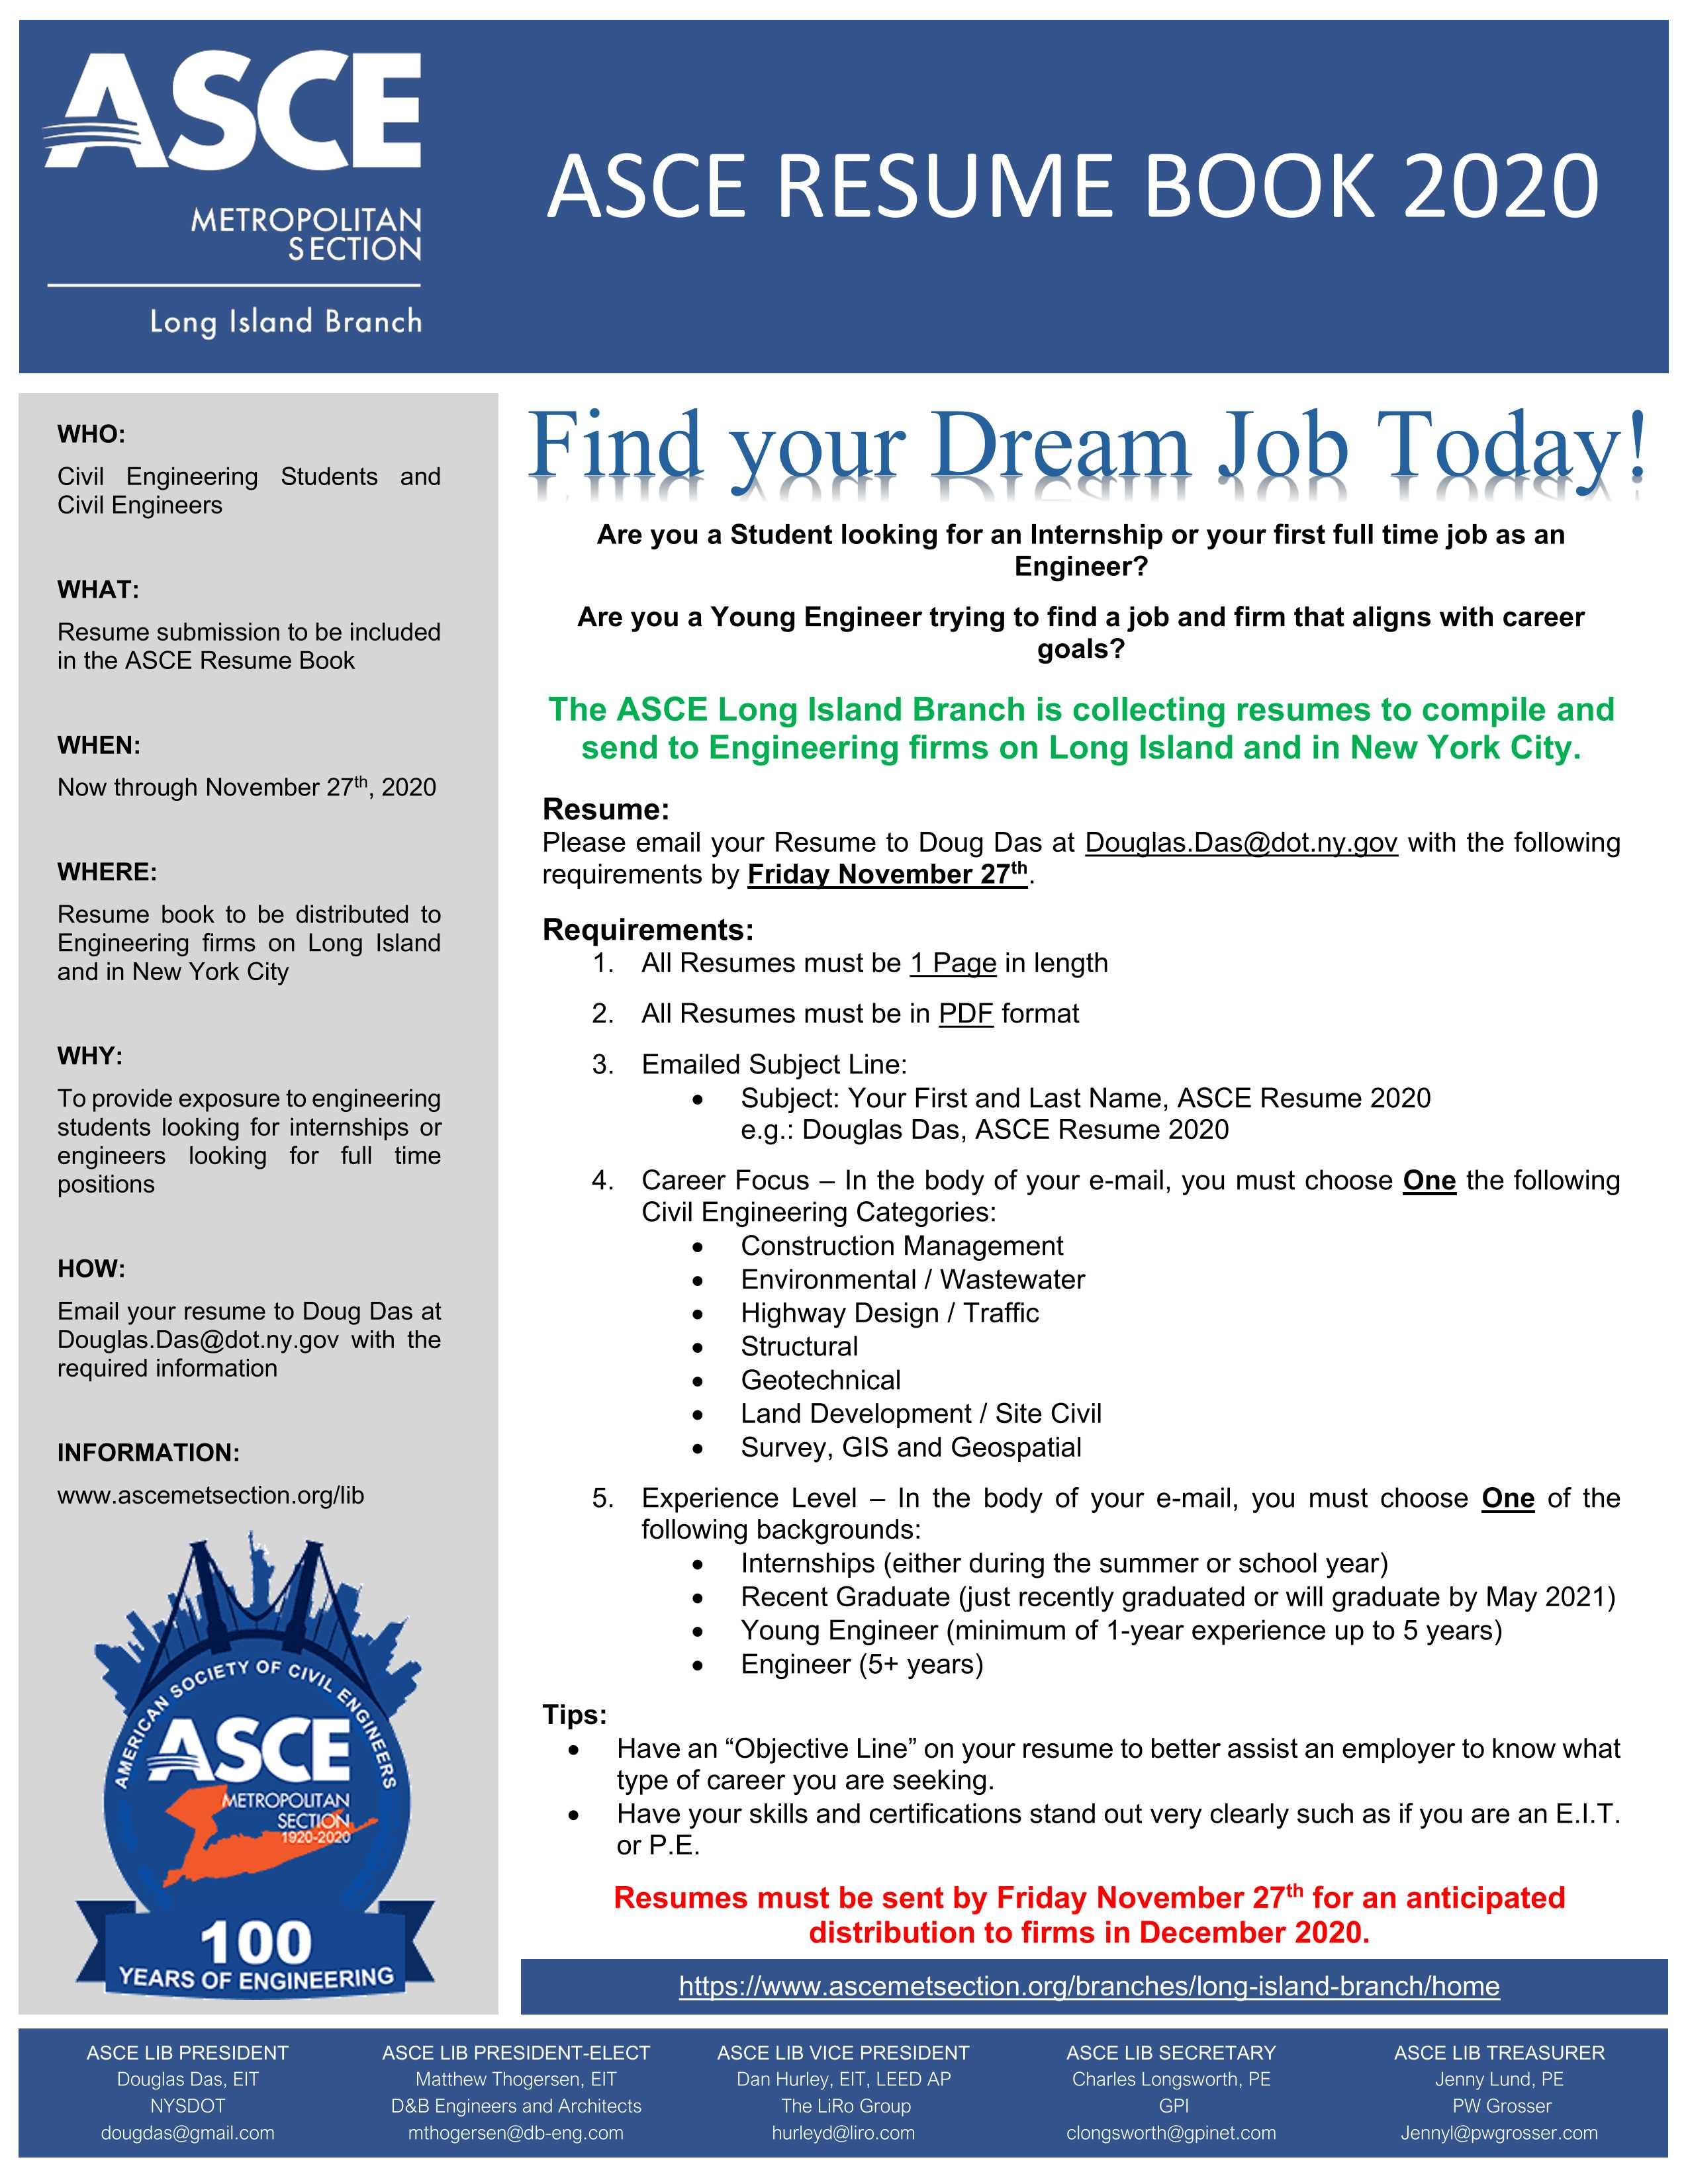 ASCE
METROPOLITAN
SECTION
Long Island Branch
ASCE RESUME BOOK 2020
WHO:
Civil Engineering Students and
Civil Engineers
WHAT:
Resume submission to be included
in the ASCE Resume Book
WHEN:
Now through November 27th, 2020
WHERE:
Resume book to be distributed to
Engineering firms on Long Island
and in New York City
WHY:
To provide exposure to engineering
students looking for internships or
engineers looking for full time
positions
HOW:
Email your resume to Doug Das at
Douglas.Das@dot.ny.gov with the
required information
INFORMATION:
www.ascemetsection.org/lib
AMERICAN SOCIETY OF CIVIL ENGINEERS
ASCE
METROPOLITAN
SECTION
1920-2020
100
YEARS OF ENGINEERING
Find your Dream Job Today!
Are you a Student looking for an Internship or your first full time job as an
Engineer?
Are you a Young Engineer trying to find a job and firm that aligns with career
goals?
The ASCE Long Island Branch is collecting resumes to compile and
send to Engineering firms on Long Island and in New York City.
Resume:
Please email your Resume to Doug Das at Douglas.Das@dot.ny.gov with the following
requirements by Friday November 27th.
Requirements:
1. All Resumes must be 1 Page in length
2. All Resumes must be in PDF format
3. Emailed Subject Line:
• Subject: Your First and Last Name, ASCE Resume 2020
e.g.: Douglas Das, ASCE Resume 2020
4. Career Focus – In the body of your e-mail, you must choose One the following
Civil Engineering Categories:
• Construction Management
• Environmental / Wastewater
• Highway Design / Traffic
• Structural
• Geotechnical
• Land Development / Site Civil
• Survey, GIS and Geospatial
5. Experience Level – In the body of your e-mail, you must choose One of the
following backgrounds:
• Internships (either during the summer or school year)
• Recent Graduate (just recently graduated or will graduate by May 2021)
• Young Engineer (minimum of 1-year experience up to 5 years)
• Engineer (5+ years)
Tips:
• Have an “Objective Line” on your resume to better assist an employer to know what
type of career you are seeking.
• Have your skills and certifications stand out very clearly such as if you are an E.I.T.
or P.E.
Resumes must be sent by Friday November 27th for an anticipated
distribution to firms in December 2020.
https://www.ascemetsection.org/branches/long-island-branch/home
ASCE LIB PRESIDENT
Douglas Das, EIT
NYSDOT
dougdas@gmail.com
ASCE LIB PRESIDENT-ELECT
Matthew Thogersen, EIT
D&B Engineers and Architects
mthogersen@db-eng.com
ASCE LIB VICE PRESIDENT
Dan Hurley, EIT, LEED AP
The LiRo Group
hurleyd@liro.com
ASCE LIB SECRETARY
Charles Longsworth, PE
GPI
clongsworth@gpinet.com
ASCE LIB TREASURER
Jenny Lund, PE
PW Grosser
Jennyl@pwgrosser.com